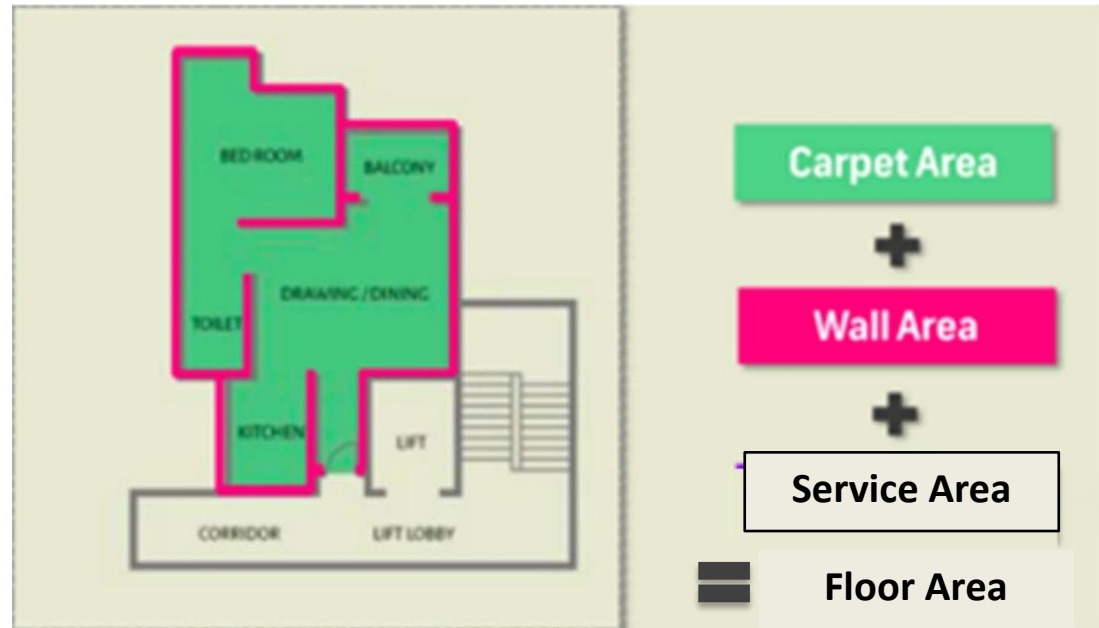 BED ROOM
BALCONY
DRAWING / DINING
TOILET
KITCHEN
LIFT
CORRIDOR
LIFT LOBBY
Carpet Area
+
Wall Area
+
Service Area
= Floor Area